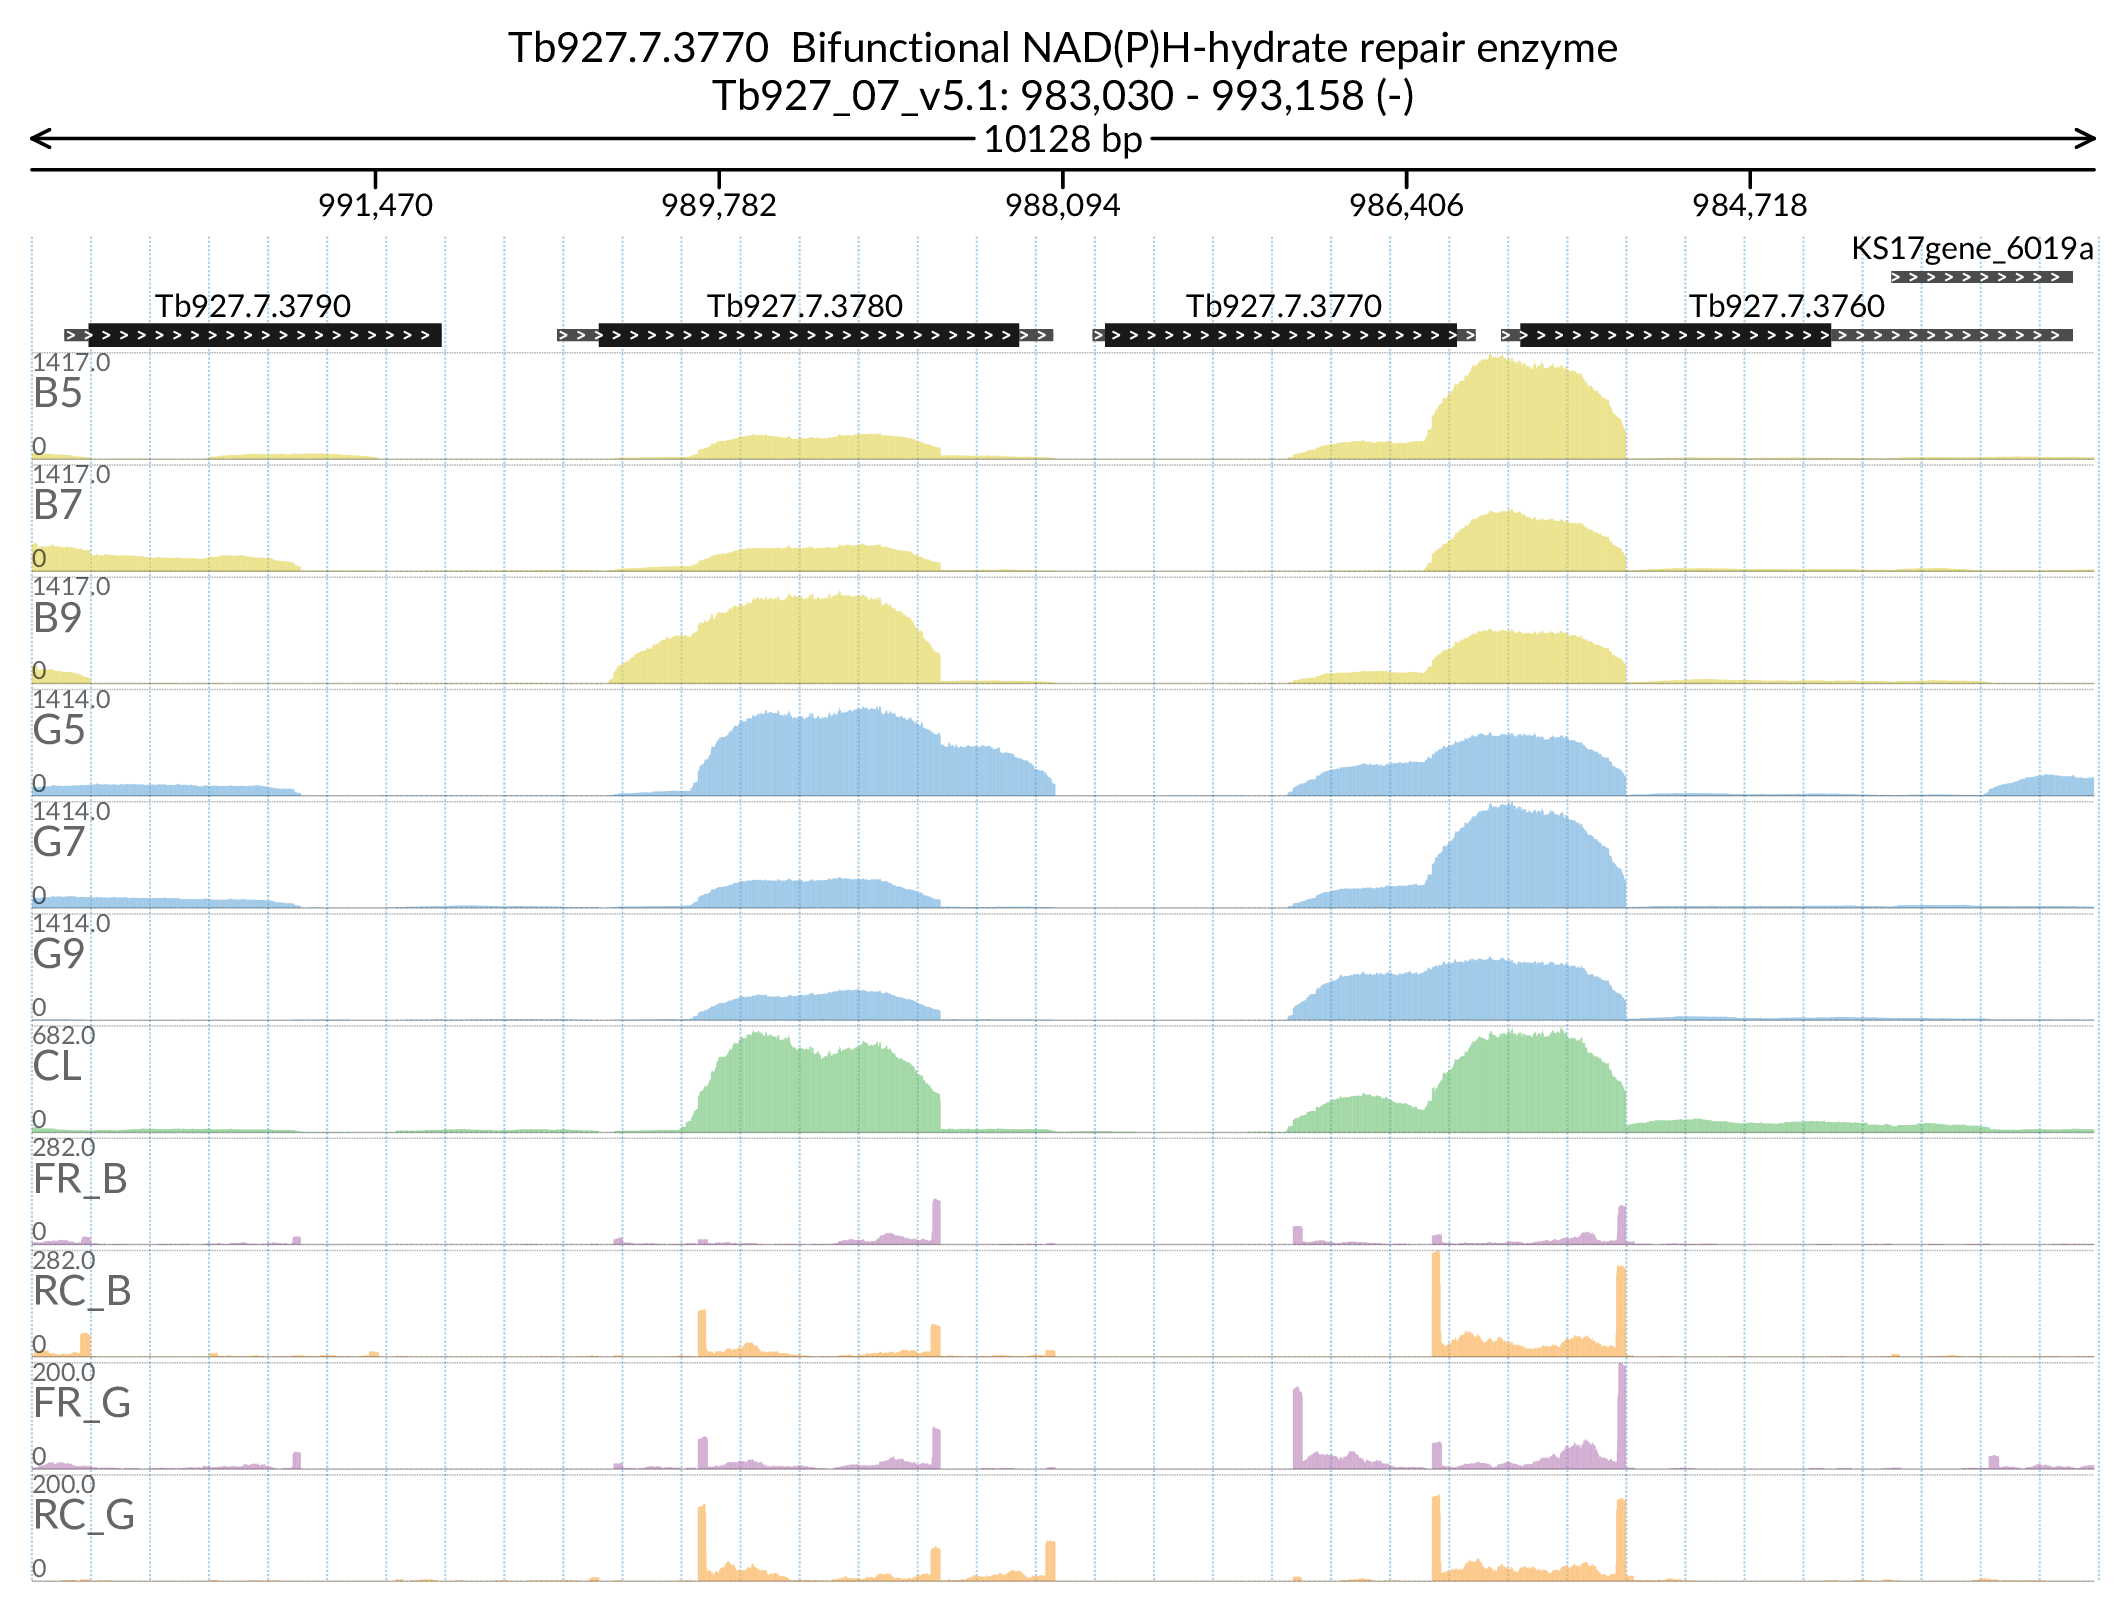 Tb927.7.3770  Bifunctional NAD(P)H-hydrate repair enzyme
Tb927_07_v5.1: 983,030 - 993,158 (-)
10128 bp
991,470 989,782 988,094 986,406 984,718
KS17gene_6019a
Tb927.7.3790 Tb927.7.3780 Tb927.7.3770 Tb927.7.3760
1417.0
B5
0
1417.0
B7
0
1417.0
B9
0
1414.0
G5
0
1414.0
G7
0
1414.0
G9
0
682.0
CL
0
282.0
FR_B
0
282.0
RC_B
0
200.0
FR_G
0
200.0
RC_G
0